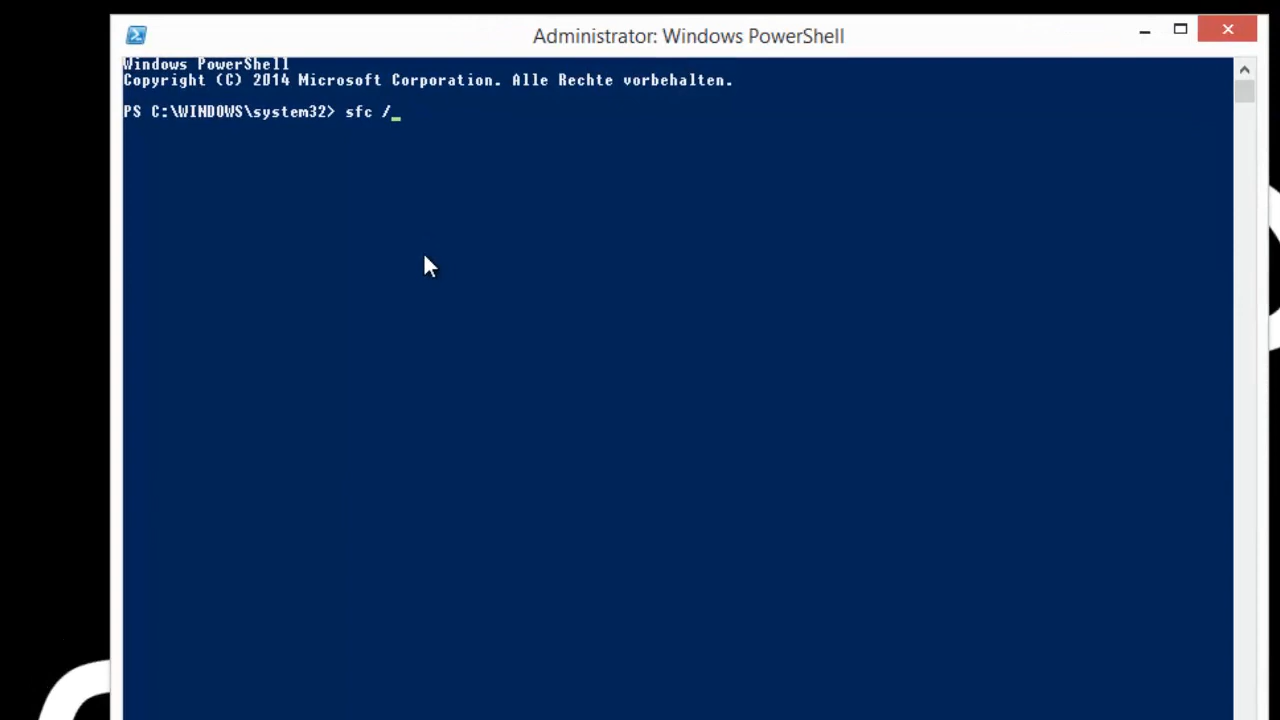 Administrator: Windows PowerShell
Windows PowerShell
Copyright (C) 2014 Microsoft Corporation. Alle Rechte vorbehalten.
PS C:\WINDOWS\system32> sfc /_